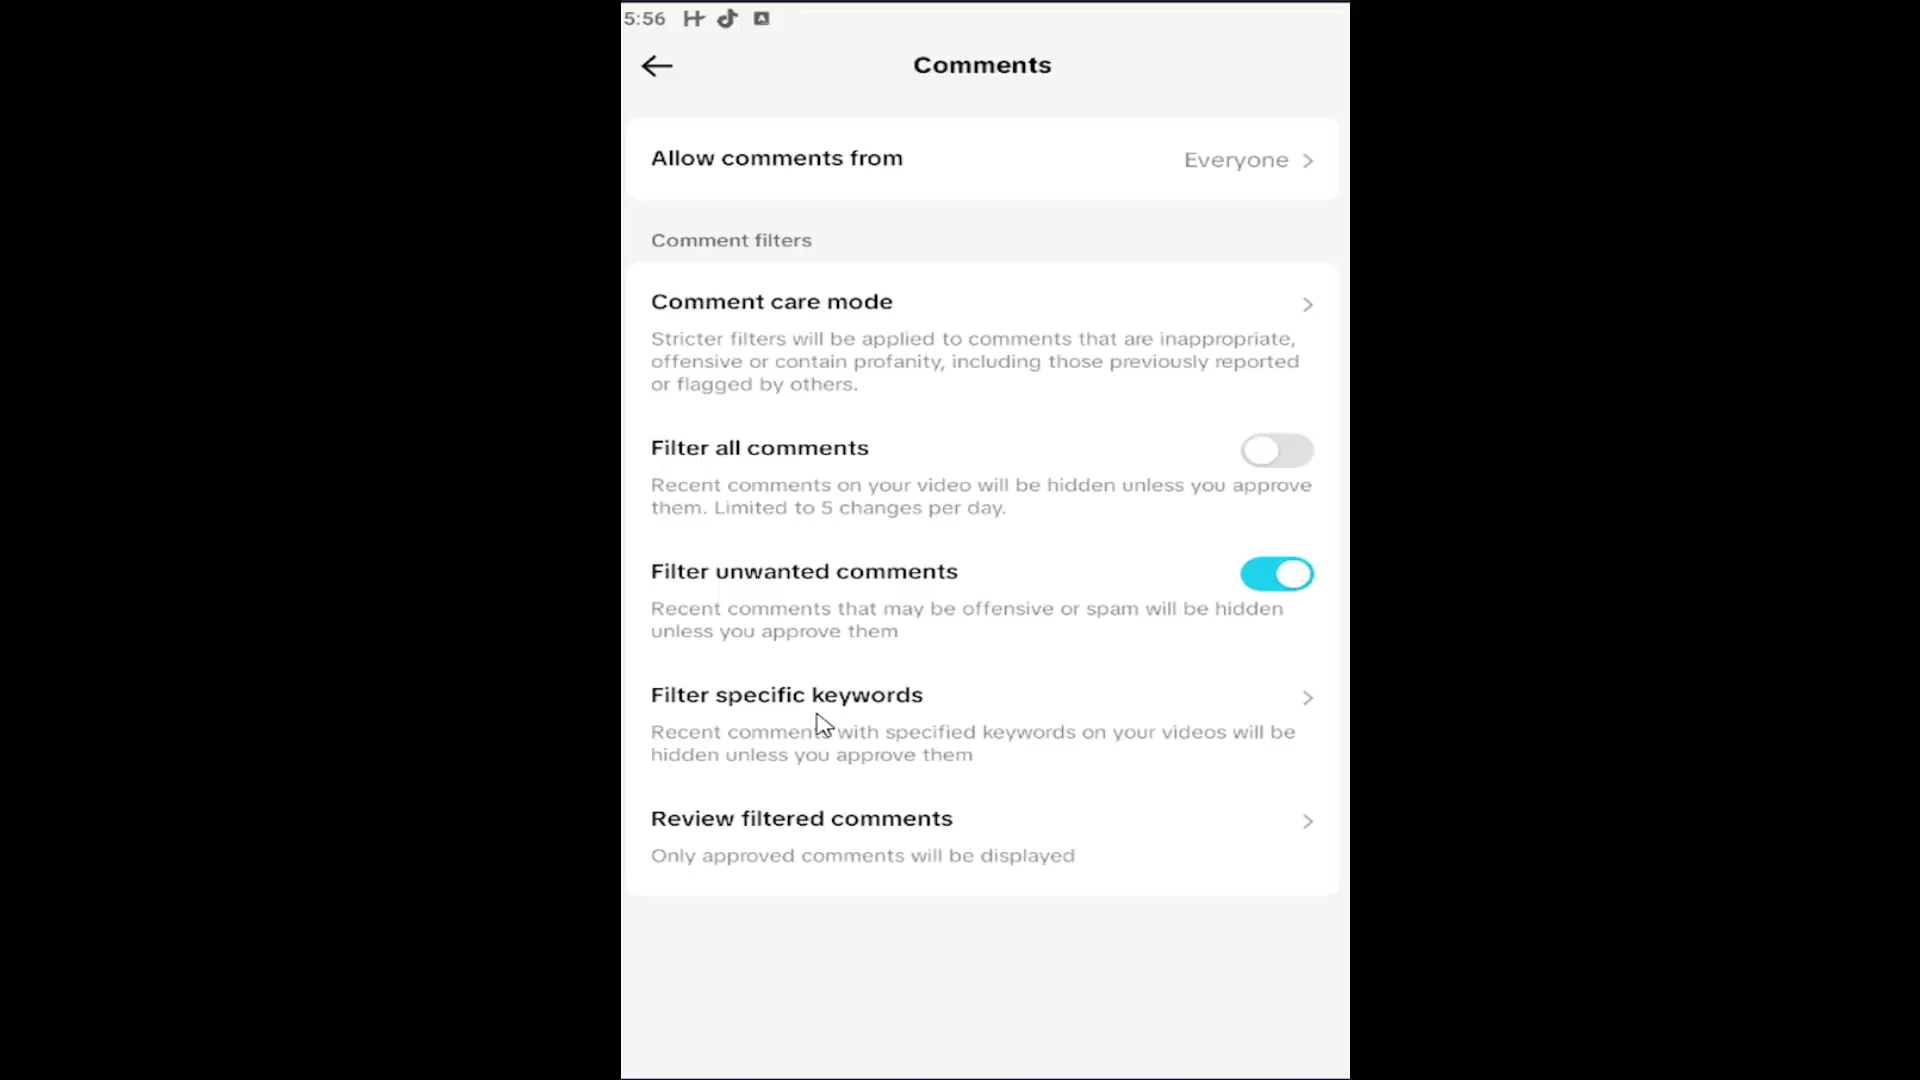 5:56
Comments
Allow comments from
Everyone
Comment filters
Comment care mode
Stricter filters will be applied to comments that are inappropriate,
offensive or contain profanity, including those previously reported
or flagged by others.
Filter all comments
Recent comments on your video will be hidden unless you approve
them. Limited to 5 changes per day.
Filter unwanted comments
Recent comments that may be offensive or spam will be hidden
unless you approve them
Filter specific keywords
Recent comments with specified keywords on your videos will be
hidden unless you approve them
Review filtered comments
Only approved comments will be displayed